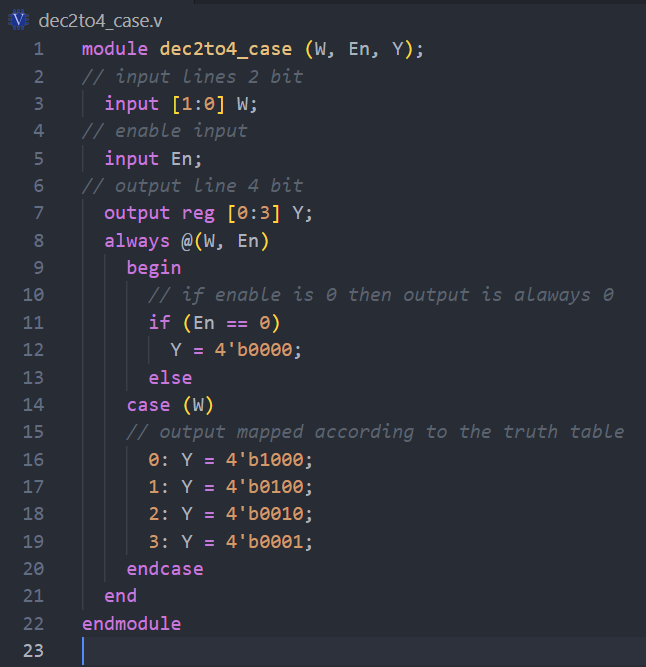 V dec2to4_case.v
1 module dec2to4_case (W, En, Y);
2 // input lines 2 bit
3 input [1:0] W;
4 // enable input
5 input En;
6 // output line 4 bit
7 output reg [0:3] Y;
8 always @(W, En)
9 begin
10 // if enable is 0 then output is alaways 0
11 if (En == 0)
12 Y = 4'b0000;
13 else
14 case (W)
15 // output mapped according to the truth table
16 0: Y = 4'b1000;
17 1: Y = 4'b0100;
18 2: Y = 4'b0010;
19 3: Y = 4'b0001;
20 endcase
21 end
22 endmodule
23